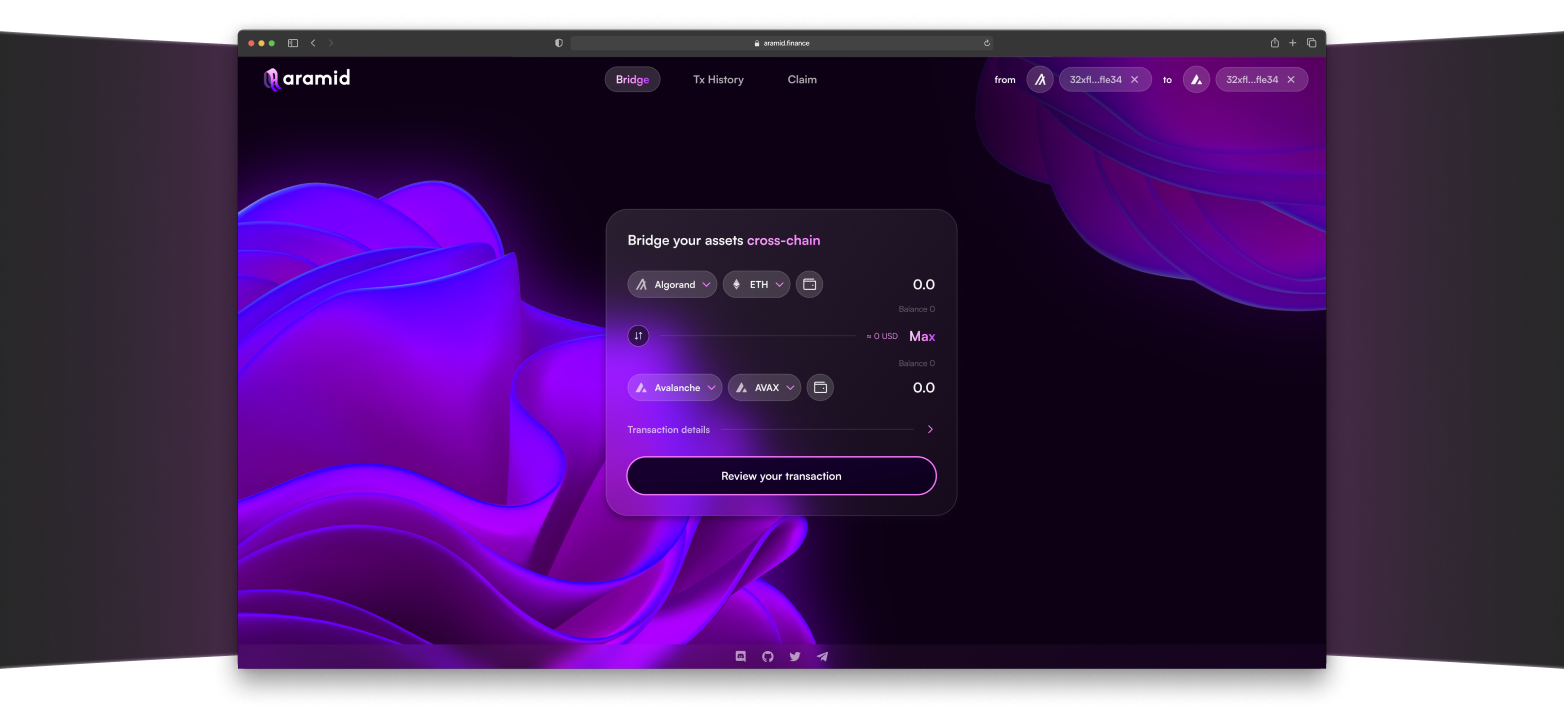 aramid.finance
aramid
Bridge Tx History Claim
from 32xfl...fle34 to 32xfl...fle34
Bridge your assets cross-chain
Algorand ETH 0.0
Balance 0
≈ 0 USD Max
Balance 0
Avalanche AVAX 0.0
Transaction details
Review your transaction